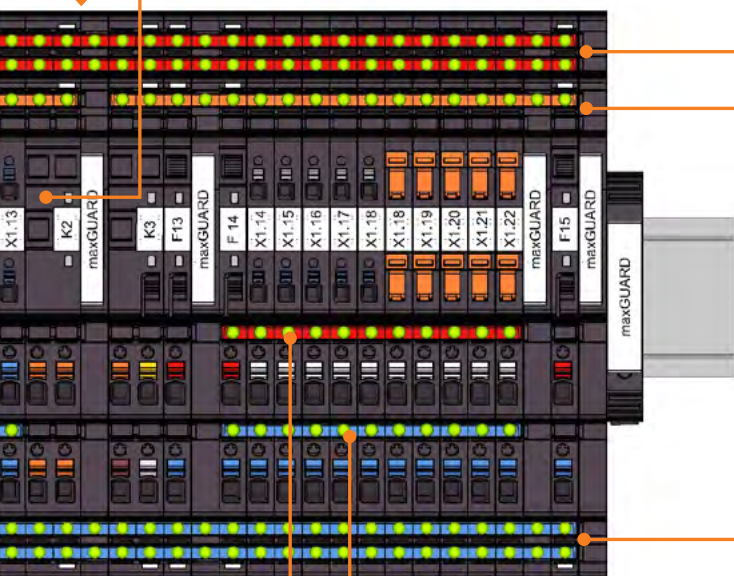 X1.13
K2
maxGUARD
K3
F13
maxGUARD
F 14
X1.14
X1.15
X1.16
X1.17
X1.18
X1.18
X1.19
X1.20
X1.21
X1.22
maxGUARD
F15
maxGUARD
maxGUARD